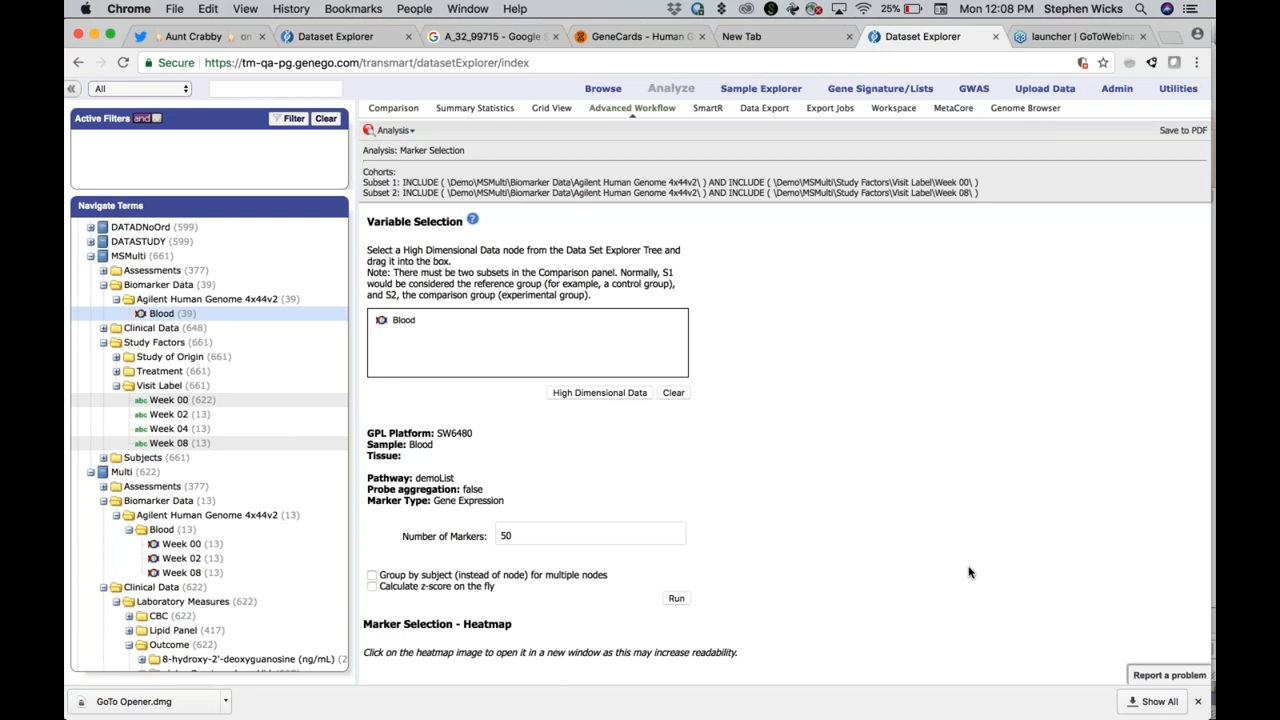 Chrome File Edit View History Bookmarks People Window Help 25% Mon 12:08 PM Stephen Wicks
Aunt Crabby on Dataset Explorer A_32_99715 - Google S GeneCards - Human G New Tab Dataset Explorer launcher | GoToWebina
Secure https://tm-qa-pg.genego.com/transmart/datasetExplorer/index
All
Browse Analyze Sample Explorer Gene Signature/Lists GWAS Upload Data Admin Utilities
Comparison Summary Statistics Grid View Advanced Workflow SmartR Data Export Export Jobs Workspace MetaCore Genome Browser
Active Filters and Filter Clear
Analysis Save to PDF
Analysis: Marker Selection
Cohorts:
Subset 1: INCLUDE ( \Demo\MSMulti\Biomarker Data\Agilent Human Genome 4x44v2\ ) AND INCLUDE ( \Demo\MSMulti\Study Factors\Visit Label\Week 00\ )
Subset 2: INCLUDE ( \Demo\MSMulti\Biomarker Data\Agilent Human Genome 4x44v2\ ) AND INCLUDE ( \Demo\MSMulti\Study Factors\Visit Label\Week 08\ )
Navigate Terms
DATADNoOrd (599)
DATASTUDY (599)
MSMulti (661)
Assessments (377)
Biomarker Data (39)
Agilent Human Genome 4x44v2 (39)
Blood (39)
Clinical Data (648)
Study Factors (661)
Study of Origin (661)
Treatment (661)
Visit Label (661)
abc Week 00 (622)
abc Week 02 (13)
abc Week 04 (13)
abc Week 08 (13)
Subjects (661)
Multi (622)
Assessments (377)
Biomarker Data (13)
Agilent Human Genome 4x44v2 (13)
Blood (13)
Week 00 (13)
Week 02 (13)
Week 08 (13)
Clinical Data (622)
Laboratory Measures (622)
CBC (622)
Lipid Panel (417)
Outcome (622)
8-hydroxy-2'-deoxyguanosine (ng/mL) (2
Variable Selection ?
Select a High Dimensional Data node from the Data Set Explorer Tree and
drag it into the box.
Note: There must be two subsets in the Comparison panel. Normally, S1
would be considered the reference group (for example, a control group),
and S2, the comparison group (experimental group).
Blood
High Dimensional Data Clear
GPL Platform: SW6480
Sample: Blood
Tissue:
Pathway: demoList
Probe aggregation: false
Marker Type: Gene Expression
Number of Markers: 50
Group by subject (instead of node) for multiple nodes
Calculate z-score on the fly
Run
Marker Selection - Heatmap
Click on the heatmap image to open it in a new window as this may increase readability.
Report a problem
GoTo Opener.dmg Show All